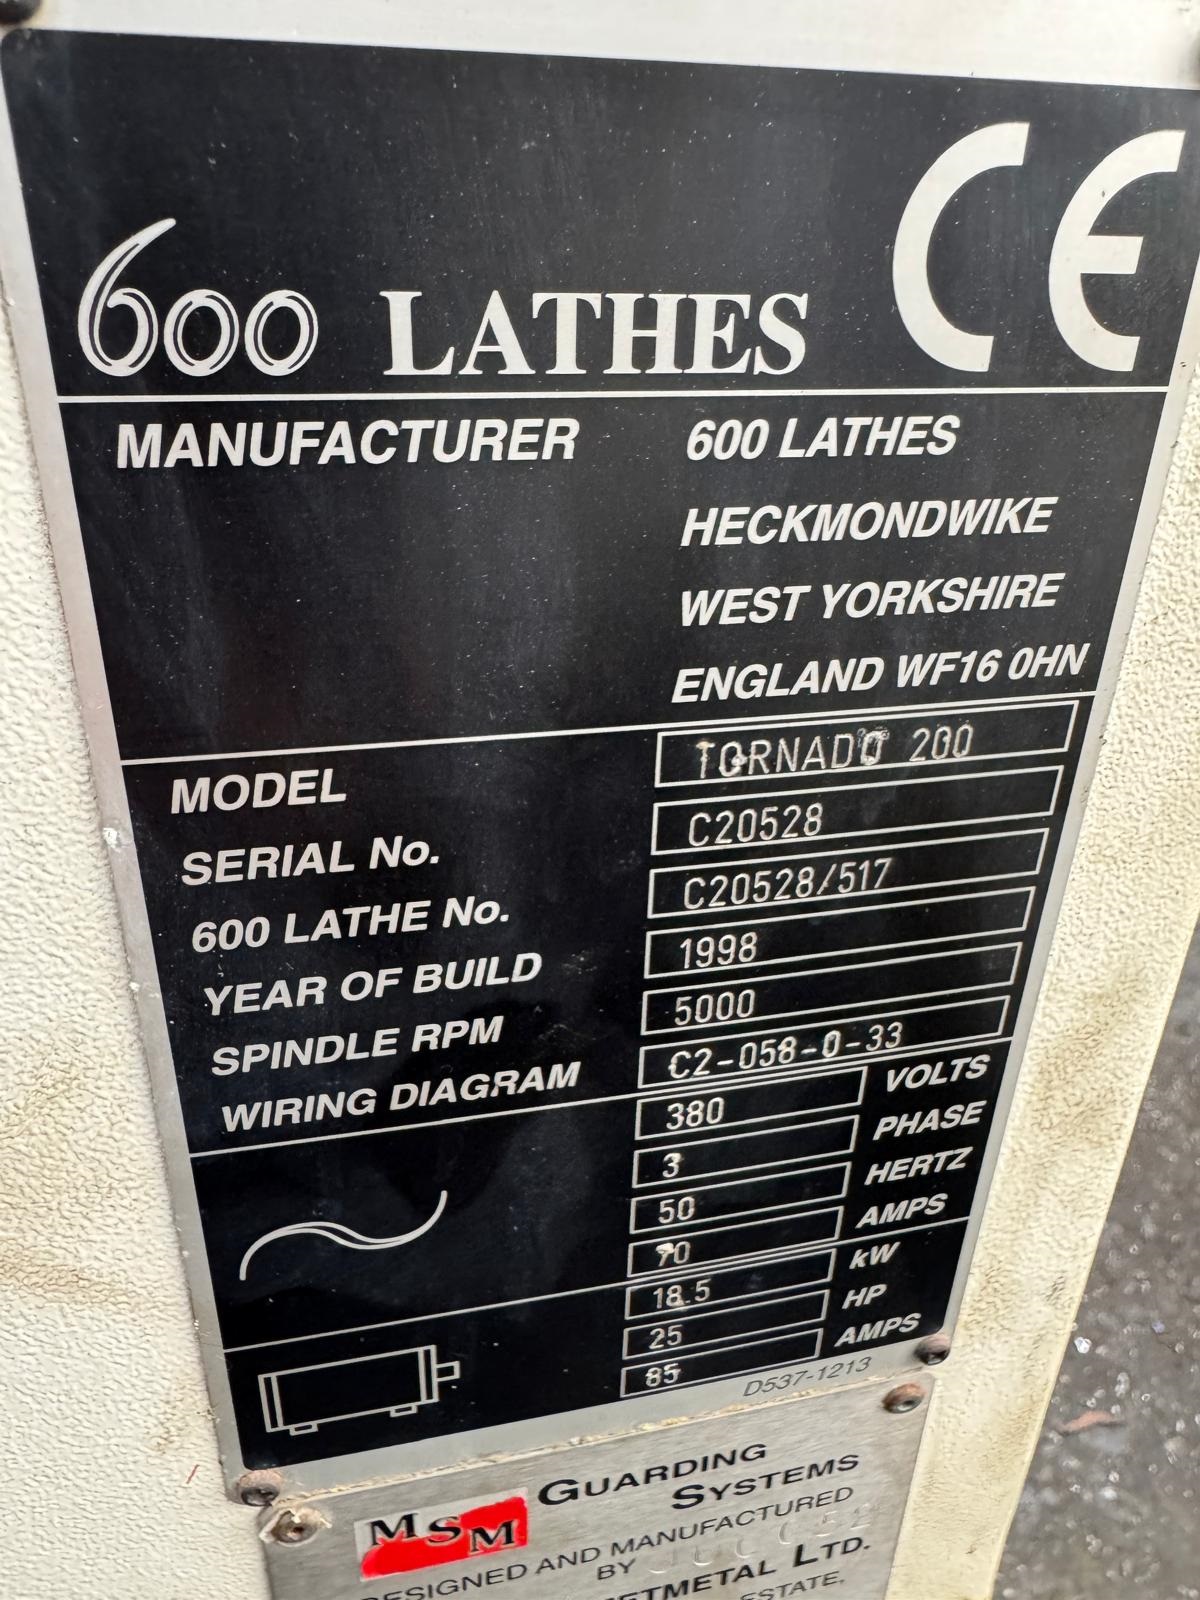 CE
600 LATHES
MANUFACTURER 600 LATHES
HECKMONDWIKE
WEST YORKSHIRE
ENGLAND WF16 0HN
MODEL TORNADO 200
SERIAL No. C20528
600 LATHE No. C20528/517
YEAR OF BUILD 1998
SPINDLE RPM 5000
WIRING DIAGRAM C2-058-0-33
380 VOLTS
3 PHASE
50 HERTZ
70 AMPS
18.5 kW
25 HP
85 AMPS
D537-1213
MSM GUARDING
SYSTEMS
DESIGNED AND MANUFACTURED
BY
LTD.
ESTATE,